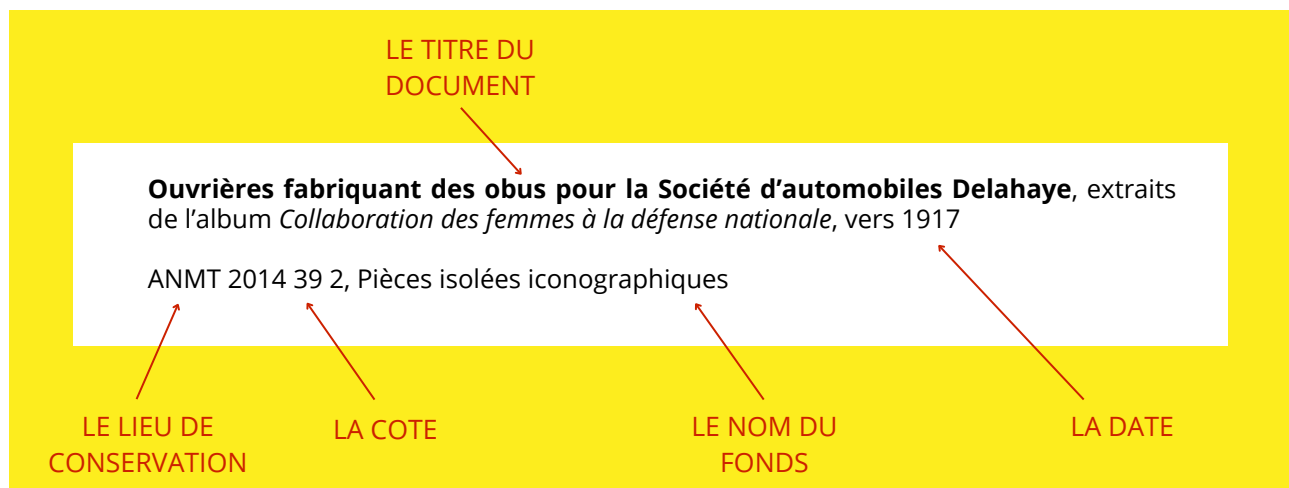 LE TITRE DU
DOCUMENT
Ouvrières fabriquant des obus pour la Société d'automobiles Delahaye, extraits
de l'album Collaboration des femmes à la défense nationale, vers 1917
ANMT 2014 39 2, Pièces isolées iconographiques
LE LIEU DE
CONSERVATION
LA COTE
LE NOM DU
FONDS
LA DATE